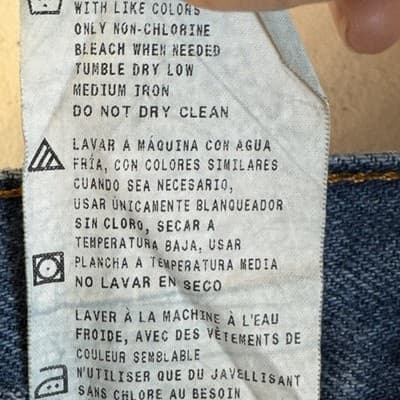 WITH LIKE COLORS
ONLY NON-CHLORINE
BLEACH WHEN NEEDED
TUMBLE DRY LOW
MEDIUM IRON
DO NOT DRY CLEAN
LAVAR A MÁQUINA CON AGUA
FRÍA, CON COLORES SIMILARES
CUANDO SEA NECESARIO,
USAR ÚNICAMENTE BLANQUEADOR
SIN CLORO, SECAR A
TEMPERATURA BAJA, USAR
PLANCHA A TEMPERATURA MEDIA
NO LAVAR EN SECO
LAVER À LA MACHINE À L'EAU
FROIDE, AVEC DES VÊTEMENTS DE
COULEUR SEMBLABLE
N'UTILISER QUE DU JAVELLISANT
SANS CHLORE AU BESOIN